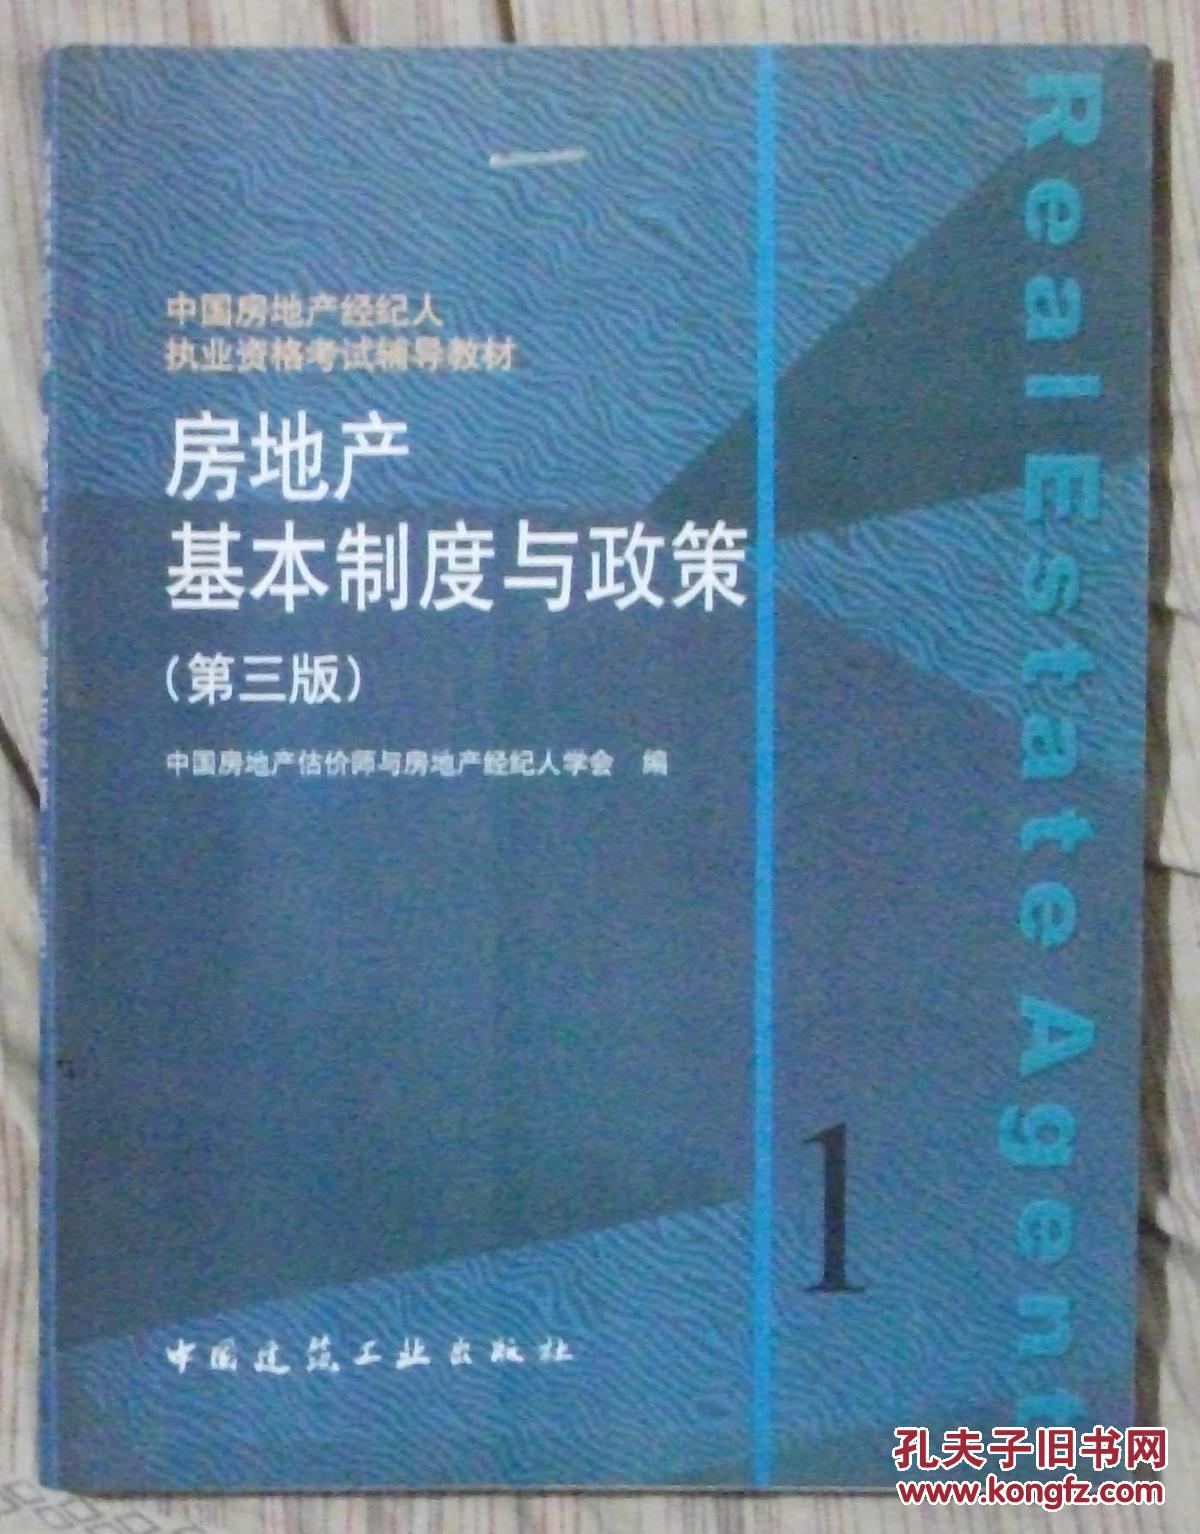 中国房地产经纪人
执业资格考试辅导教材
房地产
基本制度与政策
(第三版)
中国房地产估价师与房地产经纪人学会 编
Real Estate Agent
1
中国建筑工业出版社
孔夫子旧书网
www.kongfz.com